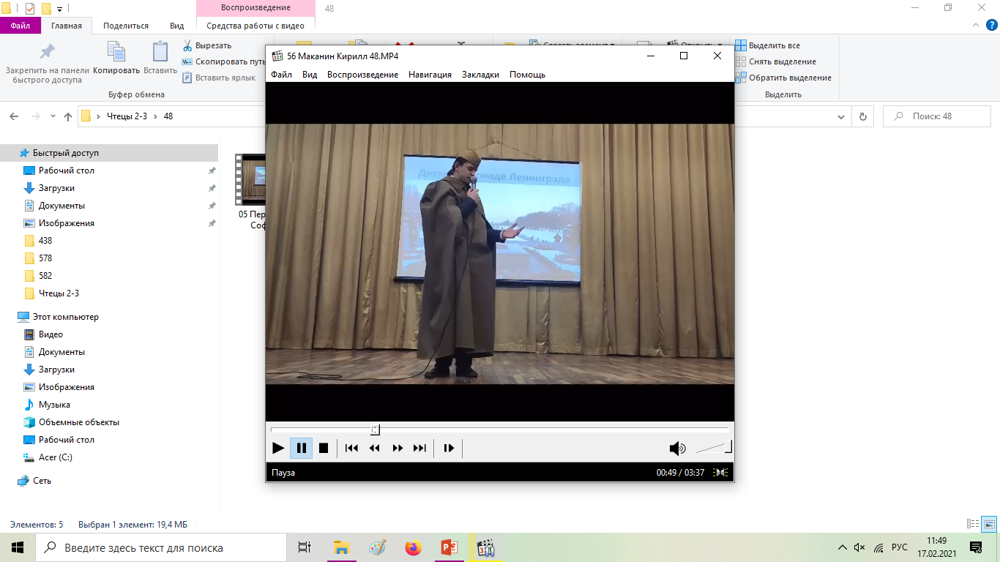 Воспроизведение
48
Файл
Главная
Поделиться
Вид
Средства работы с видео
Закрепить на панели
быстрого доступа
Копировать
Вставить
Вырезать
Скопировать путь
Вставить ярлык
Буфер обмена
Выделить все
Снять выделение
Обратить выделение
Выделить
Чтецы 2-3 › 48
Поиск: 48
Быстрый доступ
Рабочий стол
Загрузки
Документы
Изображения
438
578
582
Чтецы 2-3
Этот компьютер
Видео
Документы
Загрузки
Изображения
Музыка
Объемные объекты
Рабочий стол
Acer (C:)
Сеть
05 Пер
Соф
56 Маканин Кирилл 48.MP4
Файл
Вид
Воспроизведение
Навигация
Закладки
Помощь
Ленинграда
Пауза
00:49 / 03:37
Элементов: 5
Выбран 1 элемент: 19,4 МБ
Введите здесь текст для поиска
РУС
11:49
17.02.2021